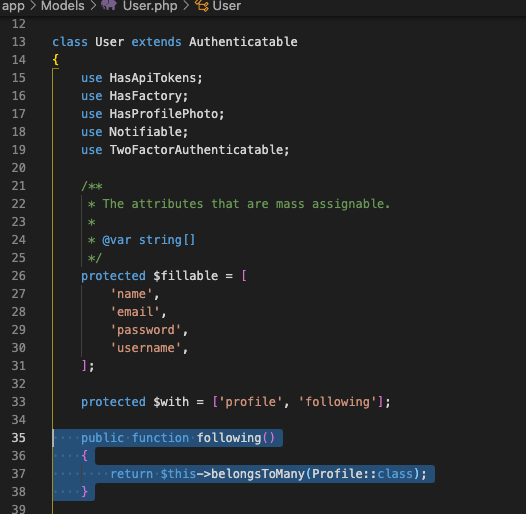 app > Models > User.php > User
12
13 class User extends Authenticatable
14 {
15     use HasApiTokens;
16     use HasFactory;
17     use HasProfilePhoto;
18     use Notifiable;
19     use TwoFactorAuthenticatable;
20
21     /**
22      * The attributes that are mass assignable.
23      *
24      * @var string[]
25      */
26     protected $fillable = [
27         'name',
28         'email',
29         'password',
30         'username',
31     ];
32
33     protected $with = ['profile', 'following'];
34
35     public function following()
36     {
37         return $this->belongsToMany(Profile::class);
38     }
39